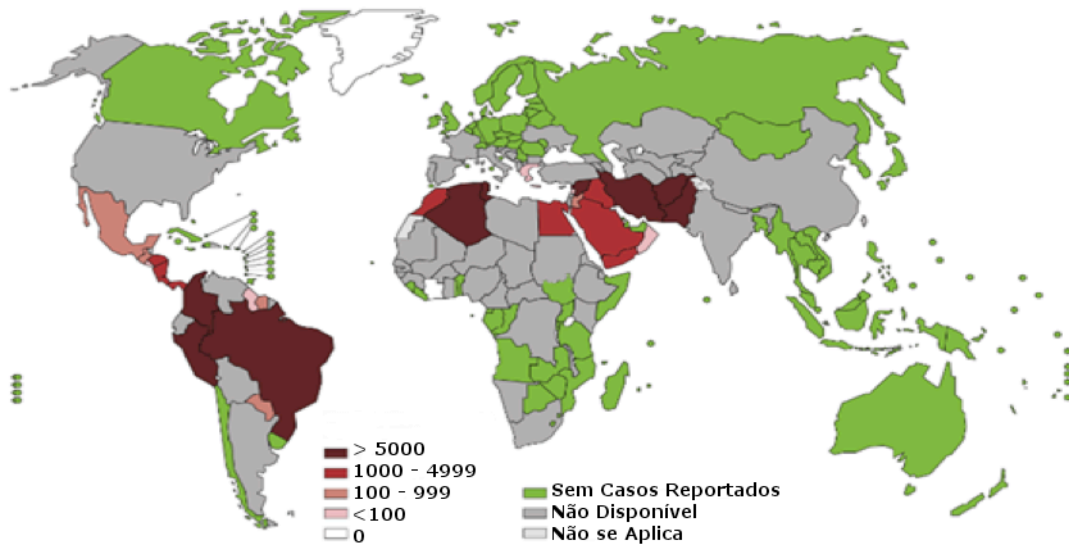 > 5000
1000 - 4999
100 - 999
<100
0
Sem Casos Reportados
Não Disponível
Não se Aplica